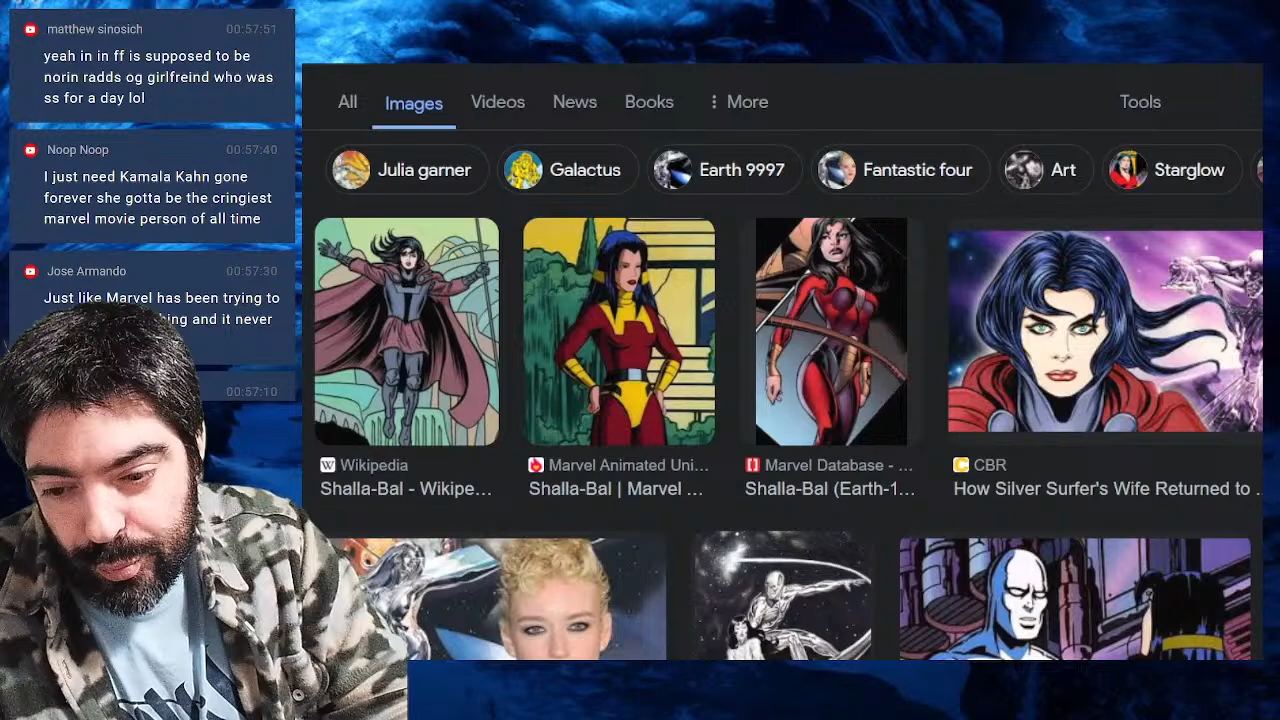 matthew sinosich 00:57:51
yeah in in ff is supposed to be
norin radds og girlfreind who was
ss for a day lol
Noop Noop 00:57:40
I just need Kamala Kahn gone
forever she gotta be the cringiest
marvel movie person of all time
Jose Armando 00:57:30
Just like Marvel has been trying to
hing and it never
00:57:10
All Images Videos News Books More Tools
Julia garner Galactus Earth 9997 Fantastic four Art Starglow
Wikipedia
Shalla-Bal - Wikipe...
Marvel Animated Uni...
Shalla-Bal | Marvel ...
Marvel Database - ...
Shalla-Bal (Earth-1...
CBR
How Silver Surfer's Wife Returned to ...